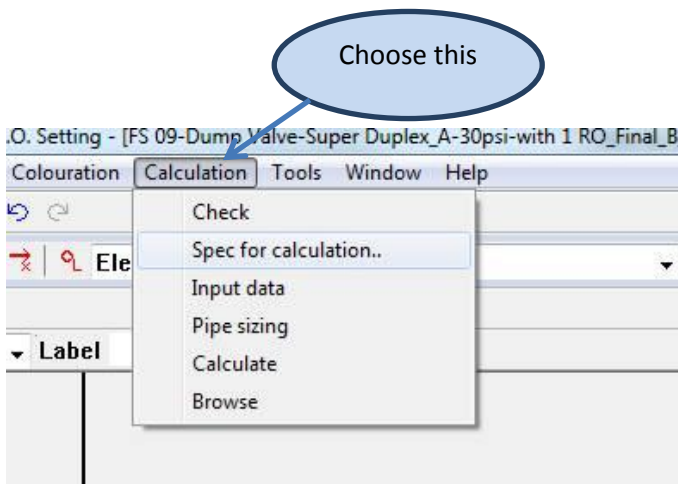 Choose this
.O. Setting - [FS 09-Dump Valve-Super Duplex_A-30psi-with 1 RO_Final_B
Colouration Calculation Tools Window Help
Check
Spec for calculation..
Ele
Input data
Pipe sizing
Label
Calculate
Browse